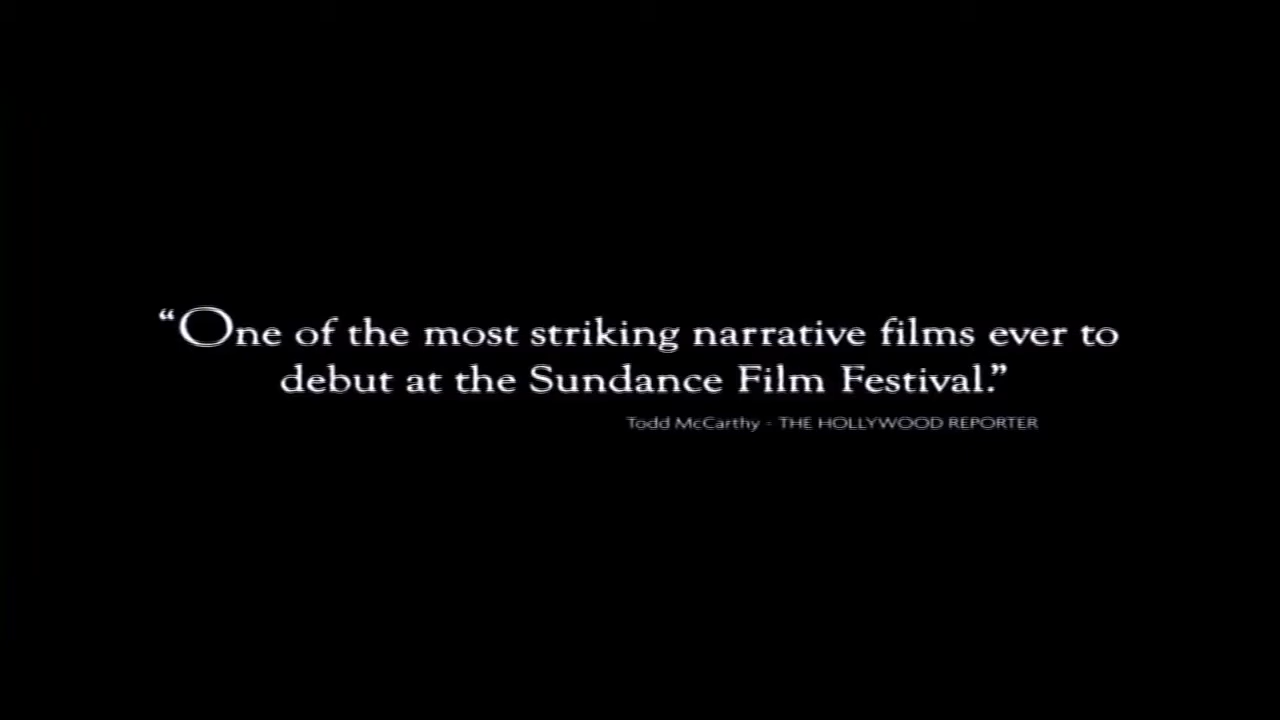 “One of the most striking narrative films ever to
debut at the Sundance Film Festival.”
Todd McCarthy - THE HOLLYWOOD REPORTER